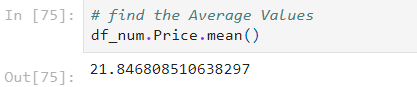 In [75]: # find the Average Values
df_num.Price.mean()
Out[75]: 21.846808510638297